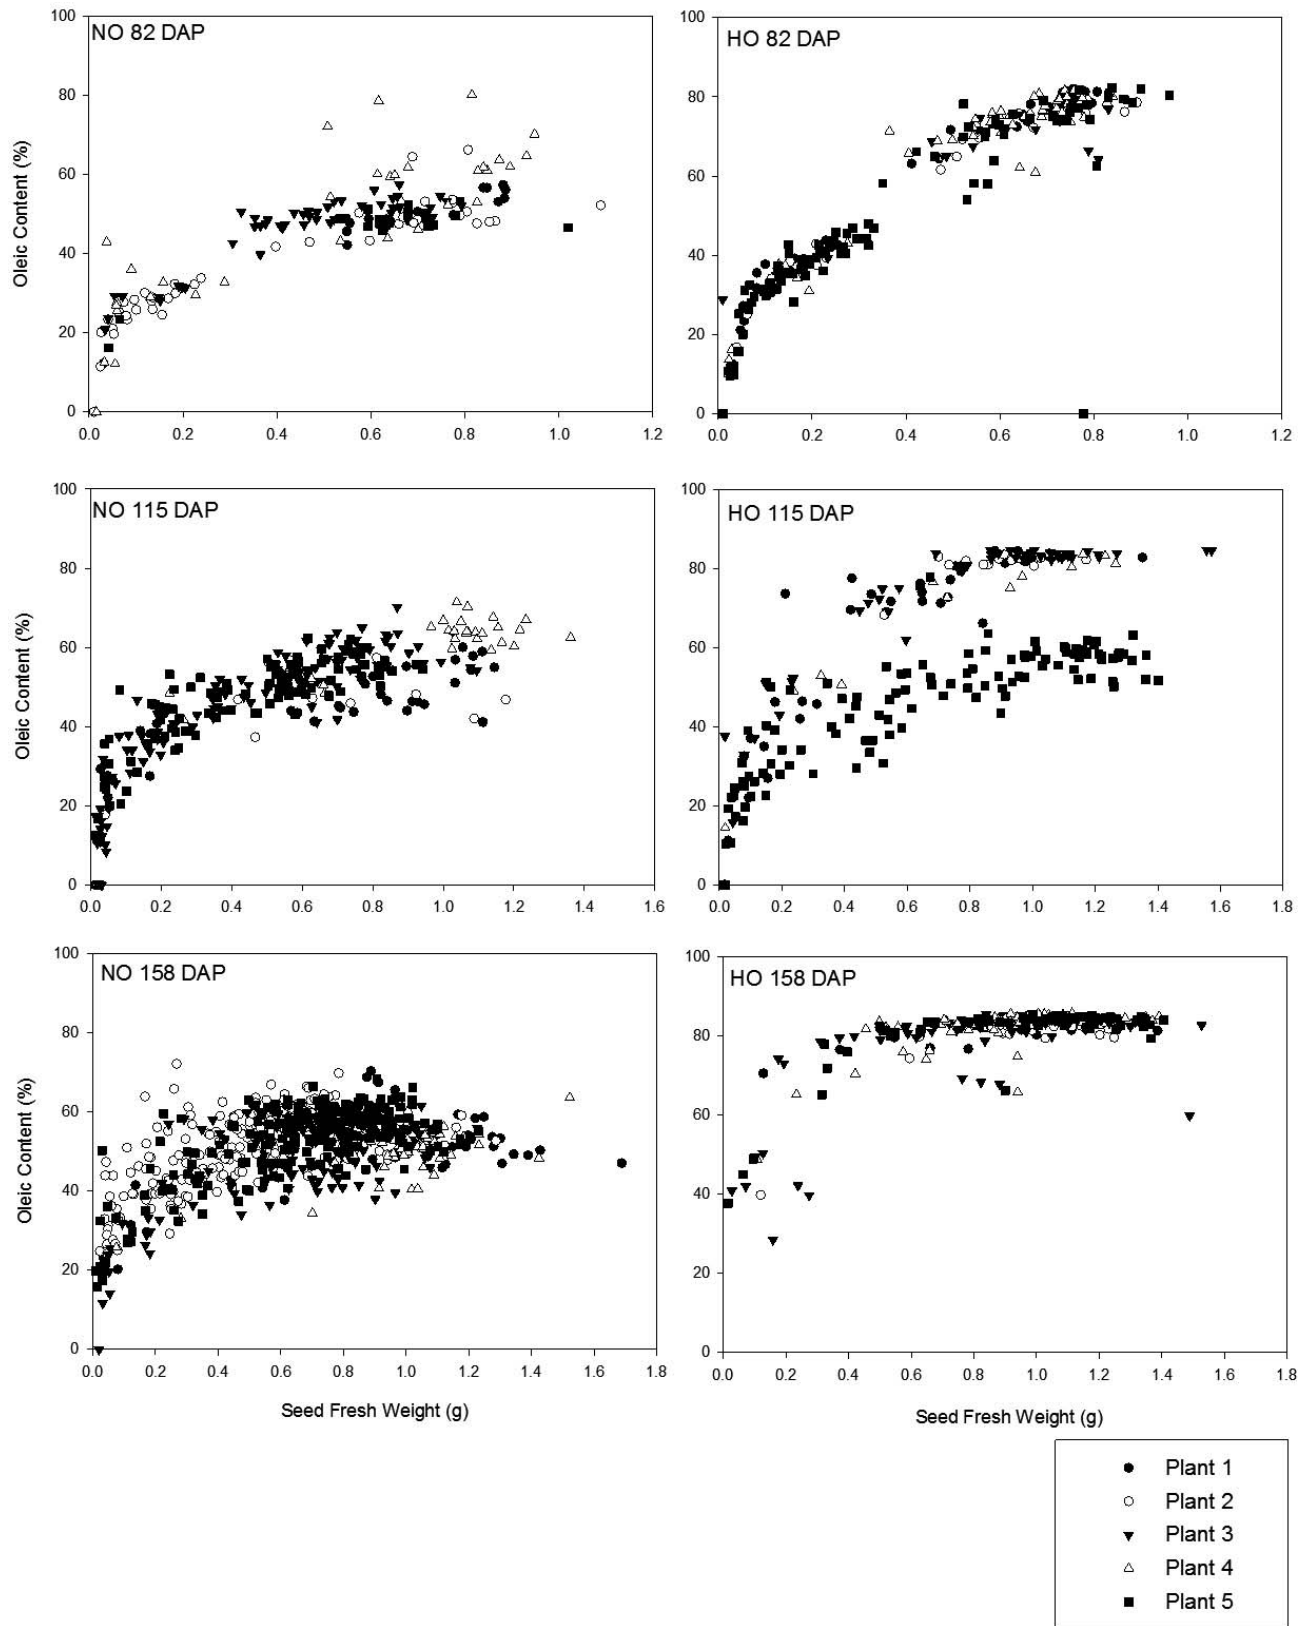 NO 82 DAP
100
80
60
40
20
0
Oleic Content (%)
0.0 0.2 0.4 0.6 0.8 1.0 1.2
HO 82 DAP
100
80
60
40
20
0
0.0 0.2 0.4 0.6 0.8 1.0 1.2
NO 115 DAP
100
80
60
40
20
0
Oleic Content (%)
0.0 0.2 0.4 0.6 0.8 1.0 1.2 1.4 1.6
HO 115 DAP
100
80
60
40
20
0
0.0 0.2 0.4 0.6 0.8 1.0 1.2 1.4 1.6 1.8
NO 158 DAP
100
80
60
40
20
0
Oleic Content (%)
0.0 0.2 0.4 0.6 0.8 1.0 1.2 1.4 1.6 1.8
Seed Fresh Weight (g)
HO 158 DAP
100
80
60
40
20
0
0.0 0.2 0.4 0.6 0.8 1.0 1.2 1.4 1.6 1.8
Seed Fresh Weight (g)
Plant 1
Plant 2
Plant 3
Plant 4
Plant 5